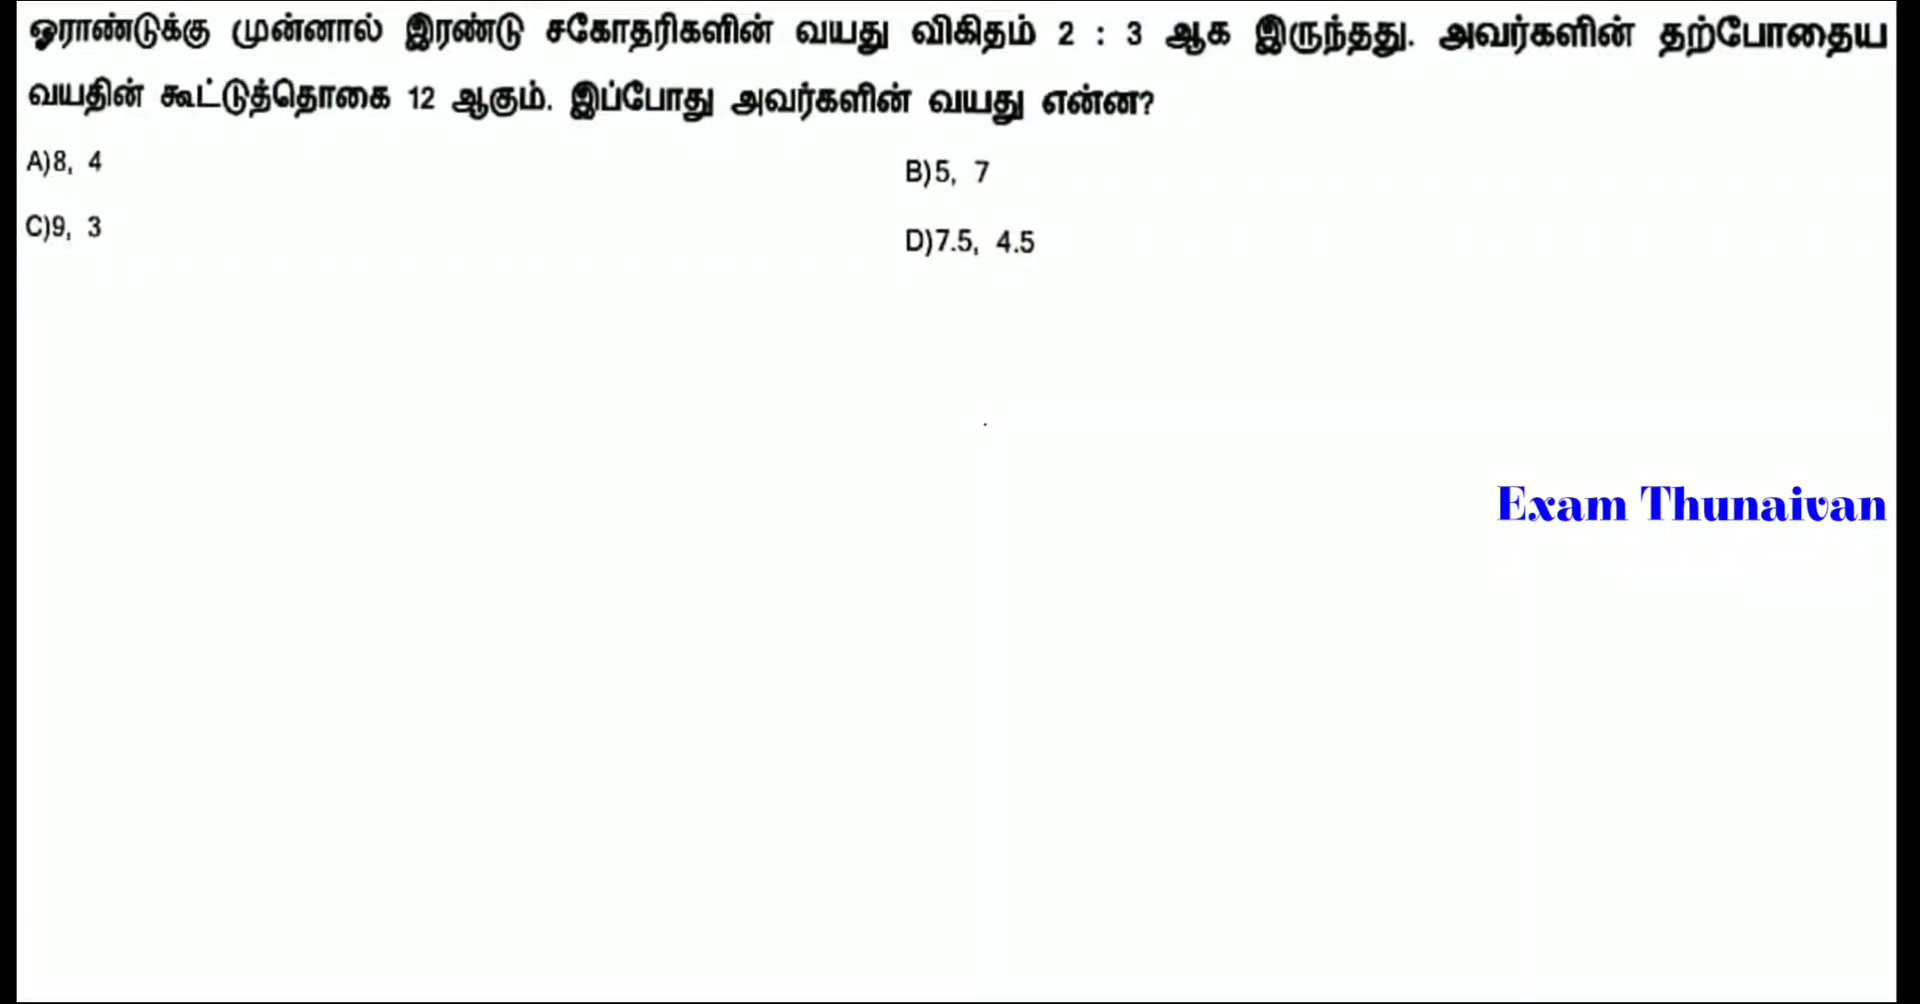 ஓராண்டுக்கு முன்னால் இரண்டு சகோதரிகளின் வயது விகிதம் 2 : 3 ஆக இருந்தது. அவர்களின் தற்போதைய
வயதின் கூட்டுத்தொகை 12 ஆகும். இப்போது அவர்களின் வயது என்ன?
A)8, 4
B)5, 7
C)9, 3
D)7.5, 4.5
Exam Thunaivan